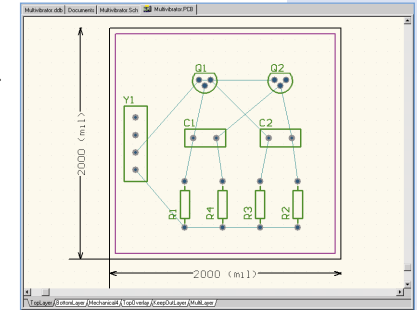 Multivibrator.ddb | Documents | Multivibrator.Sch | Multivibrator.PCB
Q1 Q2
Y1
C1 C2
2000 (mil)
R1 R4 R3 R2
2000 (mil)
TopLayer BottomLayer Mechanical4 TopOverlay KeepOutLayer MultiLayer